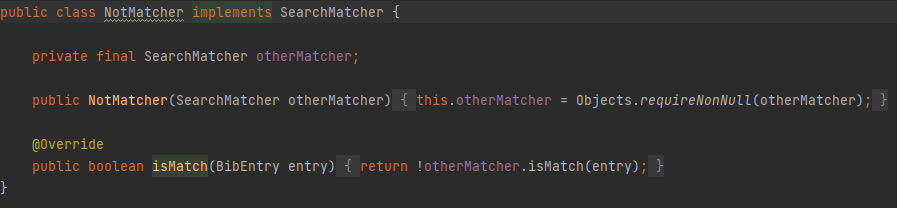 public class NotMatcher implements SearchMatcher {
private final SearchMatcher otherMatcher;
public NotMatcher(SearchMatcher otherMatcher) { this.otherMatcher = Objects.requireNonNull(otherMatcher); }
@Override
public boolean isMatch(BibEntry entry) { return !otherMatcher.isMatch(entry); }
}